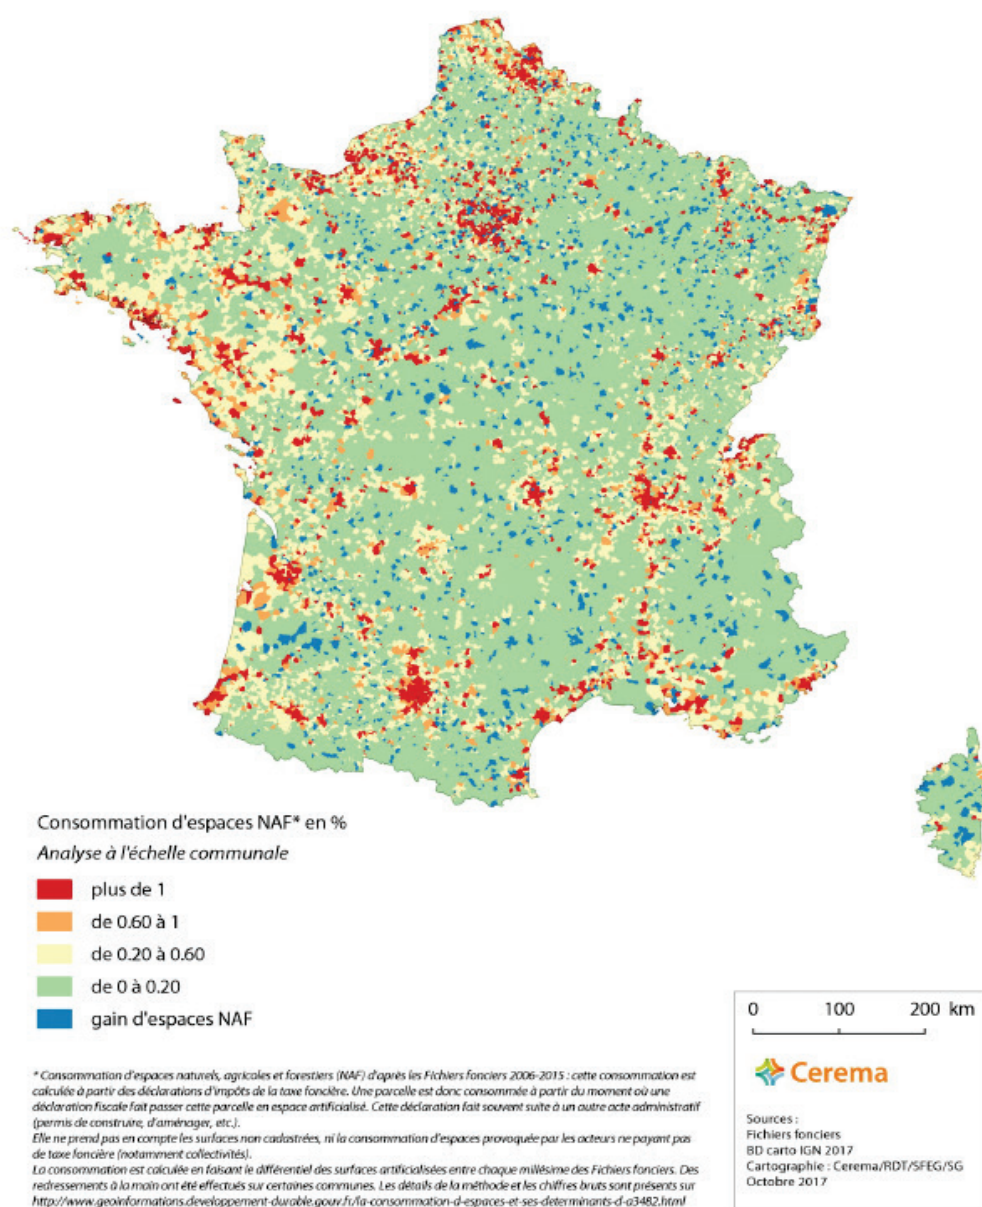 Consommation d'espaces NAF* en %
Analyse à l'échelle communale
plus de 1
de 0.60 à 1
de 0.20 à 0.60
de 0 à 0.20
gain d'espaces NAF
* Consommation d'espaces naturels, agricoles et forestiers (NAF) d'après les Fichiers fonciers 2006-2015 : cette consommation est
calculée à partir des déclarations d'impôts de la taxe foncière. Une parcelle est donc consommée à partir du moment où une
déclaration fiscale fait passer cette parcelle en espace artificialisé. Cette déclaration fait souvent suite à un autre acte administratif
(permis de construire, d'aménager, etc.).
Elle ne prend pas en compte les surfaces non cadastrées, ni la consommation d'espaces provoquée par les acteurs ne payant pas
de taxe foncière (notamment collectivités).
La consommation est calculée en faisant le différentiel des surfaces artificialisées entre chaque millésime des Fichiers fonciers. Des
redressements à la main ont été effectués sur certaines communes. Les détails de la méthode et les chiffres bruts sont présents sur
http://www.geoinformations.developpement-durable.gouv.fr/la-consommation-d-espaces-et-ses-determinants-d-a3482.html
0 100 200 km
Cerema
Sources :
Fichiers fonciers
BD carto IGN 2017
Cartographie : Cerema/RDT/SFEG/SG
Octobre 2017